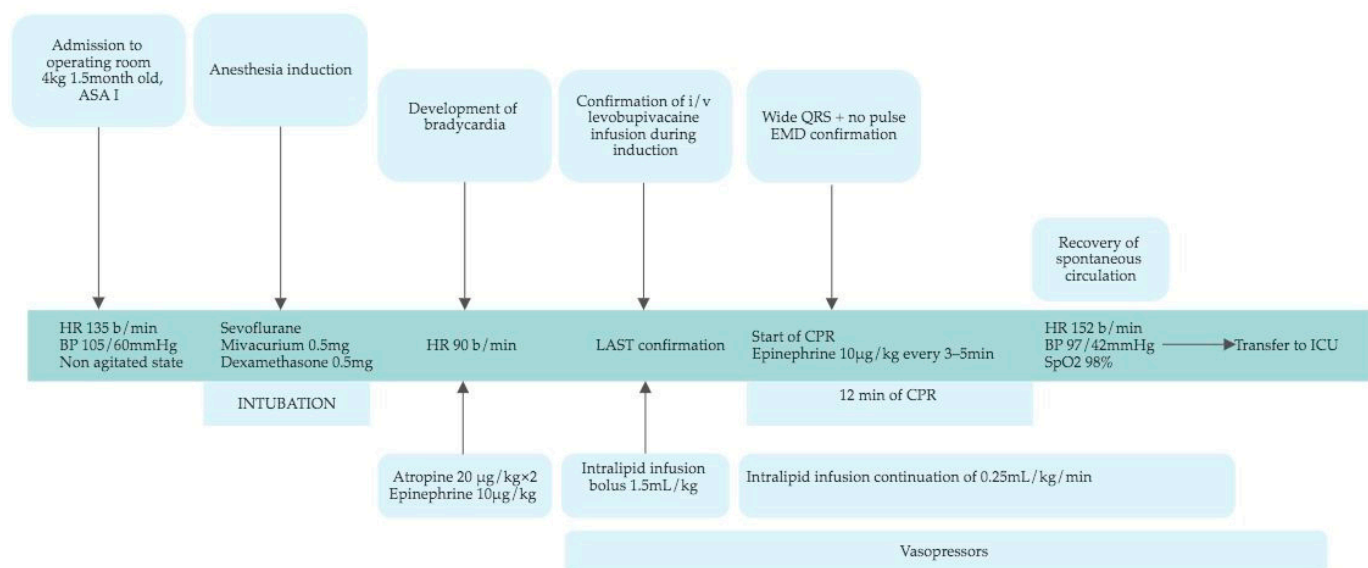 Admission to
operating room
4kg 1.5month old,
ASA I
Anesthesia induction
Development of
bradycardia
Confirmation of i/v
levobupivacaine
infusion during
induction
Wide QRS + no pulse
EMD confirmation
Recovery of
spontaneous
circulation
HR 135 b/min
BP 105/60mmHg
Non agitated state
Sevoflurane
Mivacurium 0.5mg
Dexamethasone 0.5mg
HR 90 b/min
LAST confirmation
Start of CPR
Epinephrine 10µg/kg every 3–5min
HR 152 b/min
BP 97/42mmHg
SpO2 98%
Transfer to ICU
INTUBATION
12 min of CPR
Atropine 20 µg/kg×2
Epinephrine 10µg/kg
Intralipid infusion
bolus 1.5mL/kg
Intralipid infusion continuation of 0.25mL/kg/min
Vasopressors